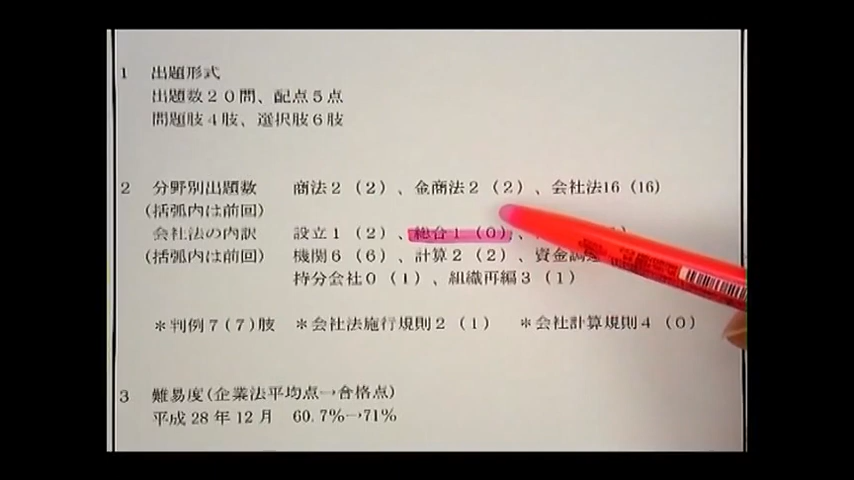 1 出題形式
出題数20問、配点5点
問題肢4肢、選択肢6肢
2 分野別出題数 商法2（2）、金商法2（2）、会社法16（16）
(括弧内は前回)
会社法の内訳 設立1（2）、総合1（0）、
(括弧内は前回) 機関6（6）、計算2（2）、資金調達
持分会社0（1）、組織再編3（1）
＊判例7(7)肢 ＊会社法施行規則2（1） ＊会社計算規則4（0）
3 難易度(企業法平均点→合格点)
平成28年12月 60.7%→71%